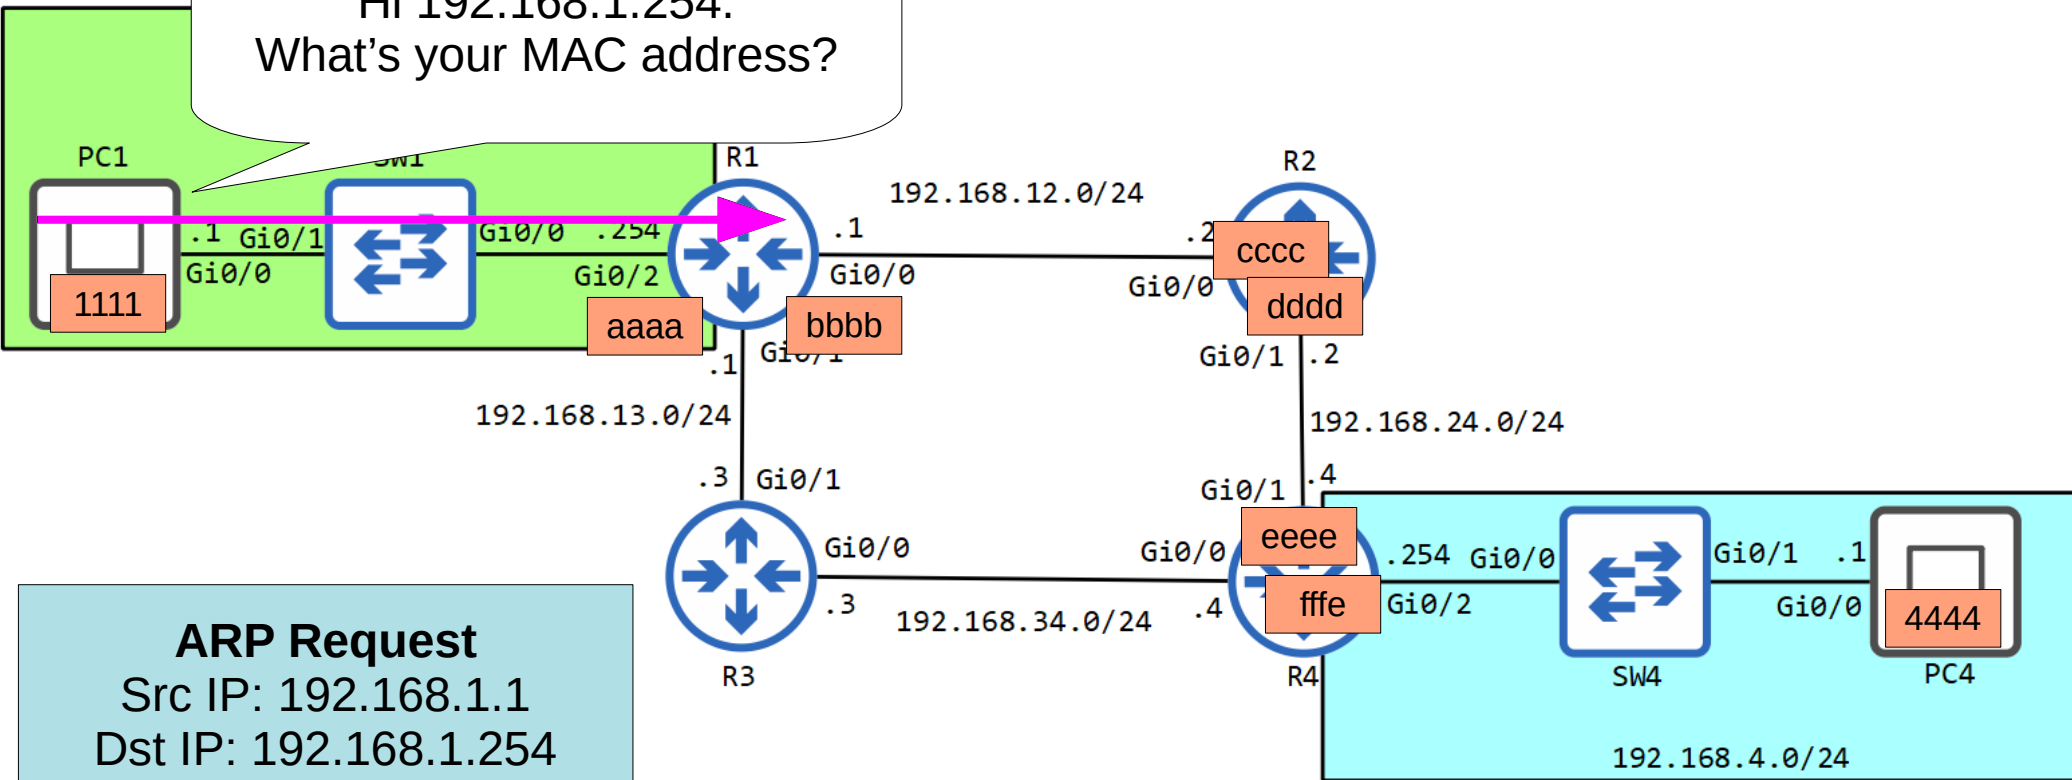 Hi 192.168.1.254.
What's your MAC address?
PC1
SW1
R1
R2
192.168.12.0/24
.1
Gi0/1
Gi0/0
.254
.1
.2
Gi0/0
Gi0/2
Gi0/0
Gi0/0
cccc
1111
aaaa
bbbb
dddd
.1
Gi0/1
Gi0/1
.2
192.168.13.0/24
192.168.24.0/24
.3
Gi0/1
Gi0/1
.4
eeee
Gi0/0
Gi0/0
.254
Gi0/0
Gi0/1
.1
.3
192.168.34.0/24
.4
fffe
Gi0/2
Gi0/0
4444
R3
R4
SW4
PC4
192.168.4.0/24
ARP Request
Src IP: 192.168.1.1
Dst IP: 192.168.1.254